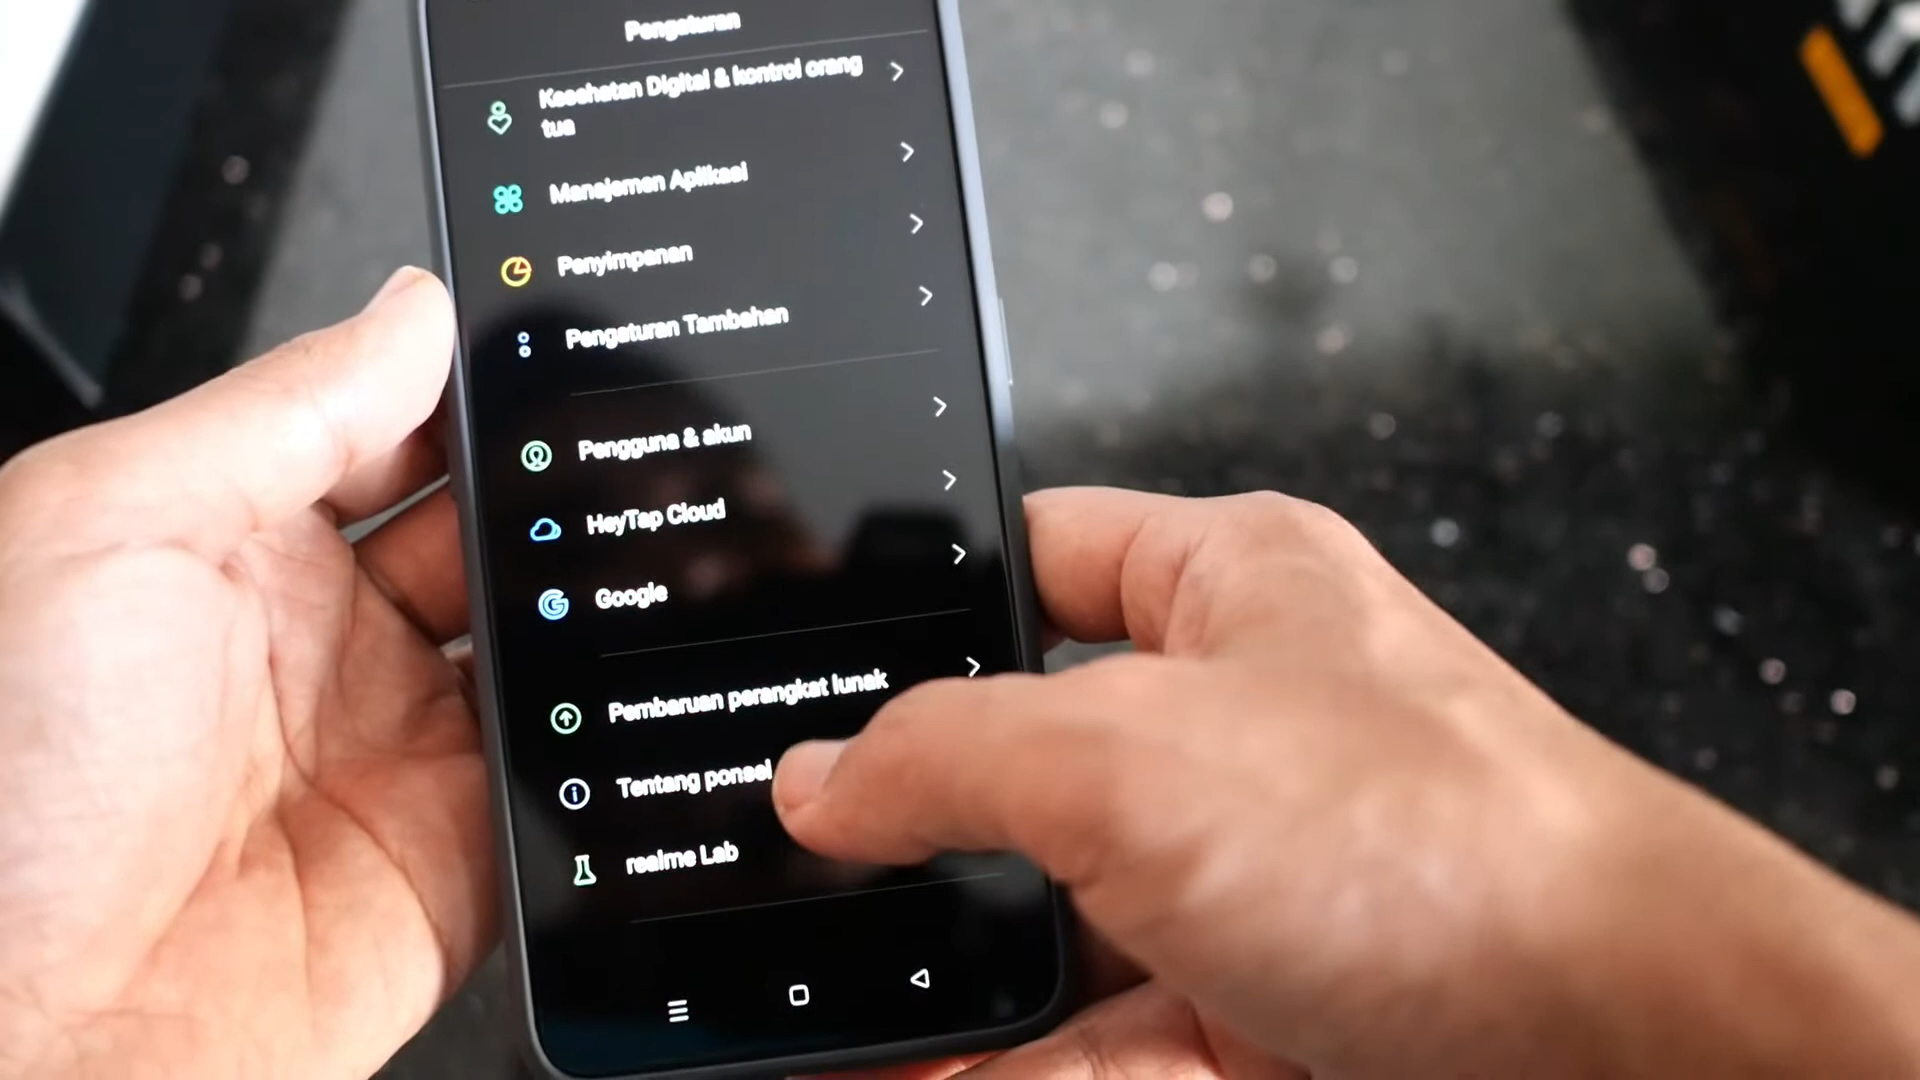 Pengaturan
Kesehatan Digital & kontrol orang
tua
Manajemen Aplikasi
Penyimpanan
Pengaturan Tambahan
Pengguna & akun
HeyTap Cloud
Google
Pembaruan perangkat lunak
Tentang ponsel
realme Lab